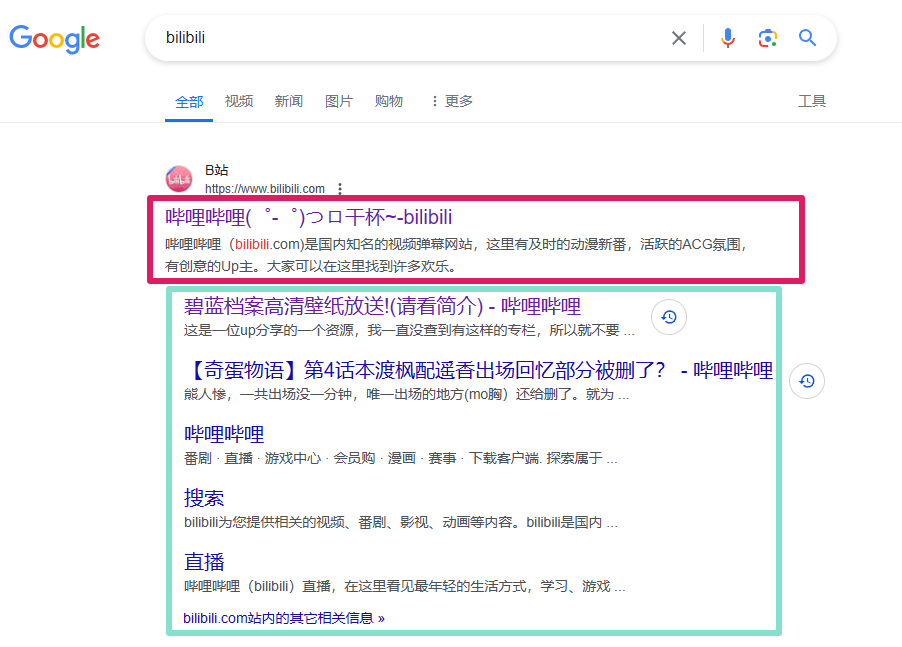 Google
bilibili
全部 视频 新闻 图片 购物 更多 工具
B站
https://www.bilibili.com
哔哩哔哩( ゜- ゜)つロ干杯~-bilibili
哔哩哔哩（bilibili.com)是国内知名的视频弹幕网站，这里有及时的动漫新番，活跃的ACG氛围，
有创意的Up主。大家可以在这里找到许多欢乐。
碧蓝档案高清壁纸放送!(请看简介) - 哔哩哔哩
这是一位up分享的一个资源，我一直没查到有这样的专栏，所以就不要 ...
【奇蛋物语】第4话本渡枫配遥香出场回忆部分被删了？ - 哔哩哔哩
熊人惨，一共出场没一分钟，唯一出场的地方(mo胸）还给删了。就为 ...
哔哩哔哩
番剧 · 直播 · 游戏中心 · 会员购 · 漫画 · 赛事 · 下载客户端. 探索属于 ...
搜索
bilibili为您提供相关的视频、番剧、影视、动画等内容。bilibili是国内 ...
直播
哔哩哔哩（bilibili）直播，在这里看见最年轻的生活方式，学习、游戏 ...
bilibili.com站内的其它相关信息 »